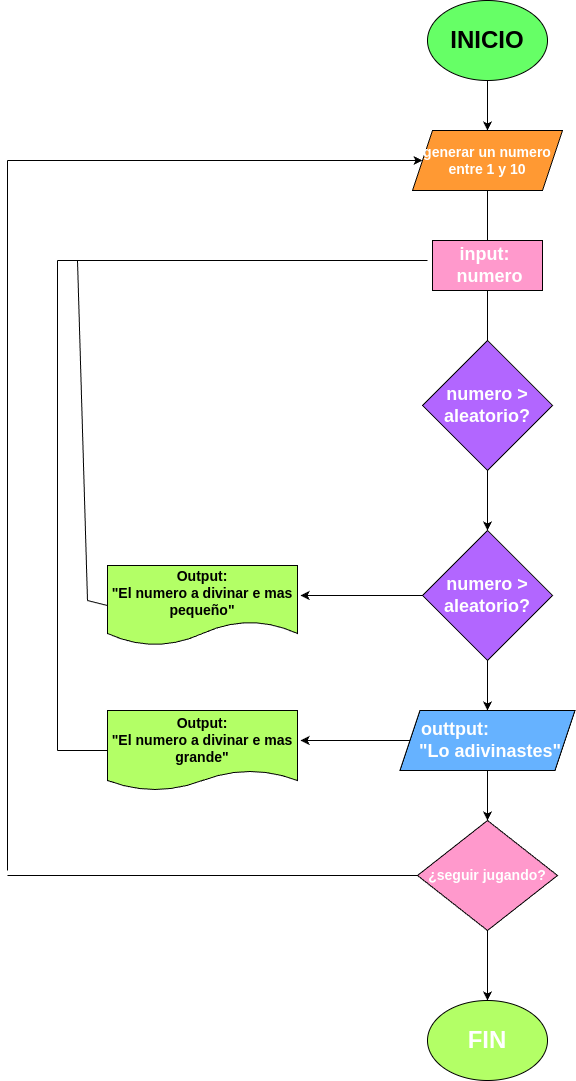 INICIO
generar un numero
entre 1 y 10
input:
numero
numero >
aleatorio?
numero >
aleatorio?
Output:
"El numero a divinar e mas
pequeño"
outtput:
"Lo adivinastes"
Output:
"El numero a divinar e mas
grande"
¿seguir jugando?
FIN